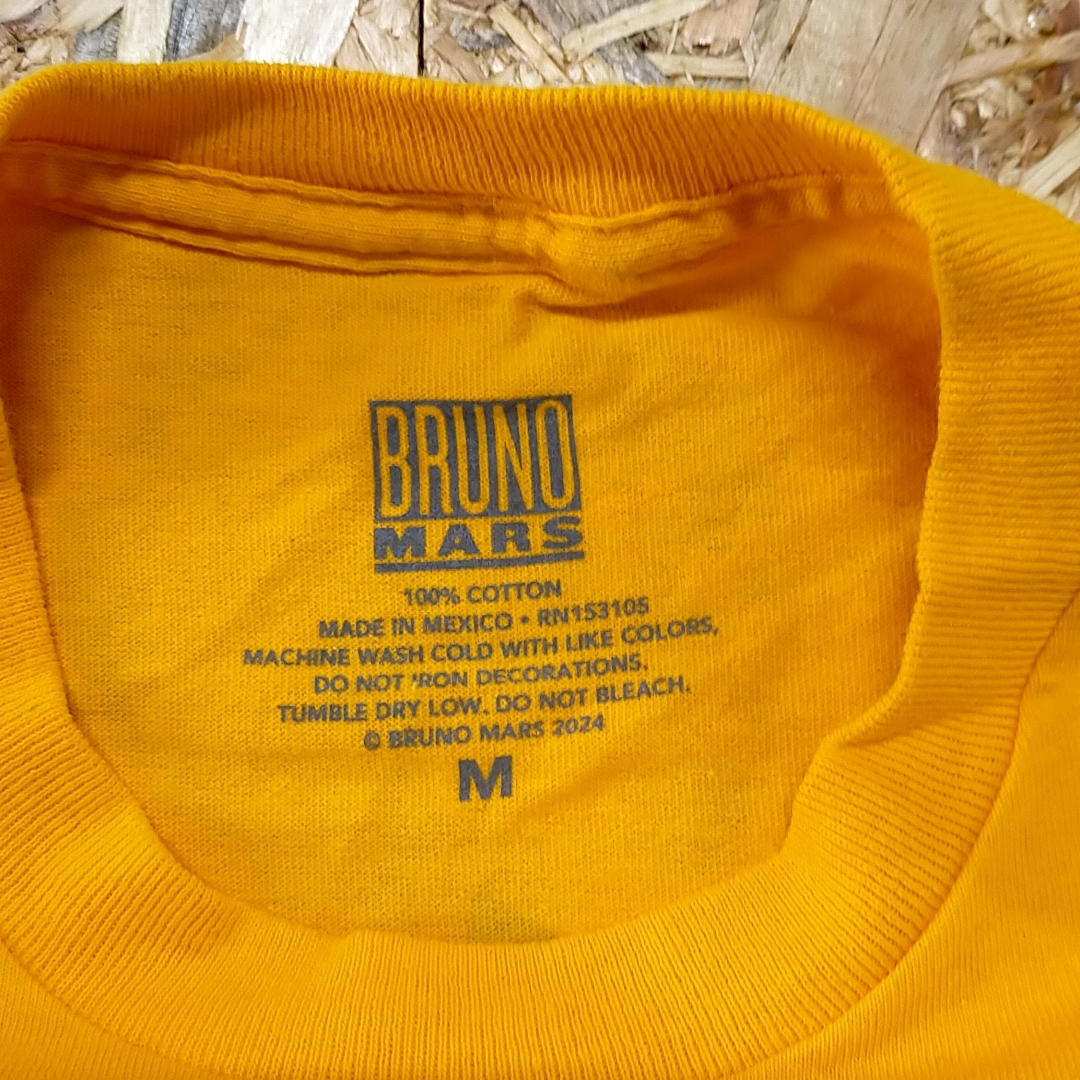 BRUNO
MARS
100% COTTON
MADE IN MEXICO • RN153105
MACHINE WASH COLD WITH LIKE COLORS,
DO NOT 'RON DECORATIONS.
TUMBLE DRY LOW. DO NOT BLEACH.
© BRUNO MARS 2024
M